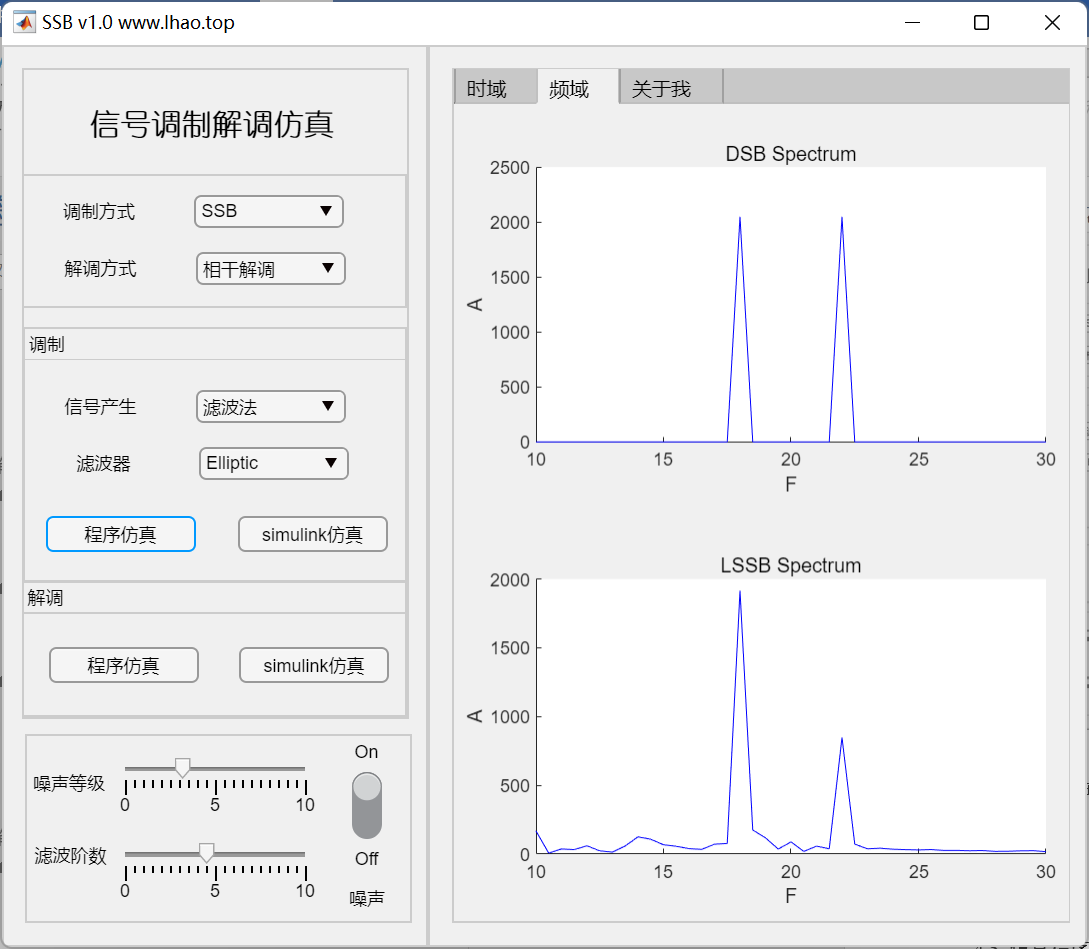 SSB v1.0 www.lhao.top
信号调制解调仿真
调制方式 SSB
解调方式 相干解调
调制
信号产生 滤波法
滤波器 Elliptic
程序仿真 simulink仿真
解调
程序仿真 simulink仿真
噪声等级
0 5 10
滤波阶数
0 5 10
On
Off
噪声
时域 频域 关于我
DSB Spectrum
2500
2000
1500
1000
500
0
A
10 15 20 25 30
F
LSSB Spectrum
2000
1500
1000
500
0
A
10 15 20 25 30
F